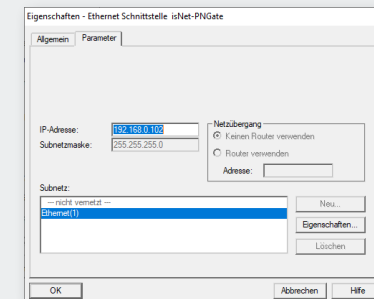 Eigenschaften - Ethernet Schnittstelle isNet-PNGate
Allgemein Parameter
IP-Adresse: 192.168.0.102
Subnetzmaske: 255.255.255.0
Netzübergang
Keinen Router verwenden
Router verwenden
Adresse:
Subnetz:
--- nicht vernetzt ---
Ethernet(1)
Neu...
Eigenschaften...
Löschen
OK Abbrechen Hilfe